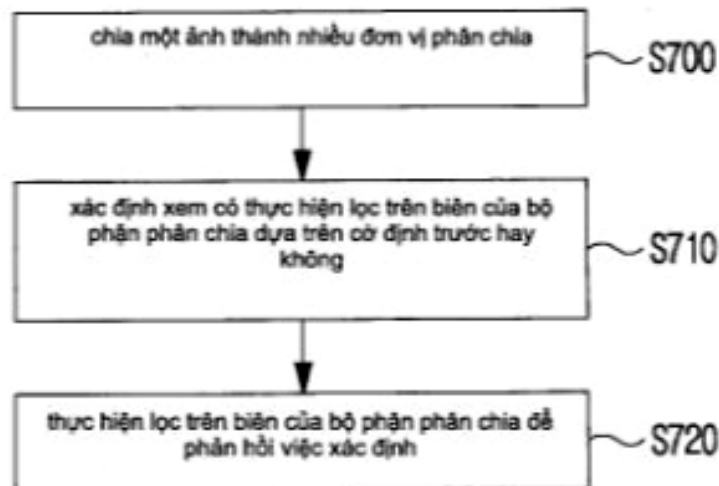 chia một ảnh thành nhiều đơn vị phân chia
S700
xác định xem có thực hiện lọc trên biên của bộ
phận phân chia dựa trên cờ định trước hay
không
S710
thực hiện lọc trên biên của bộ phận phân chia để
phản hồi việc xác định
S720